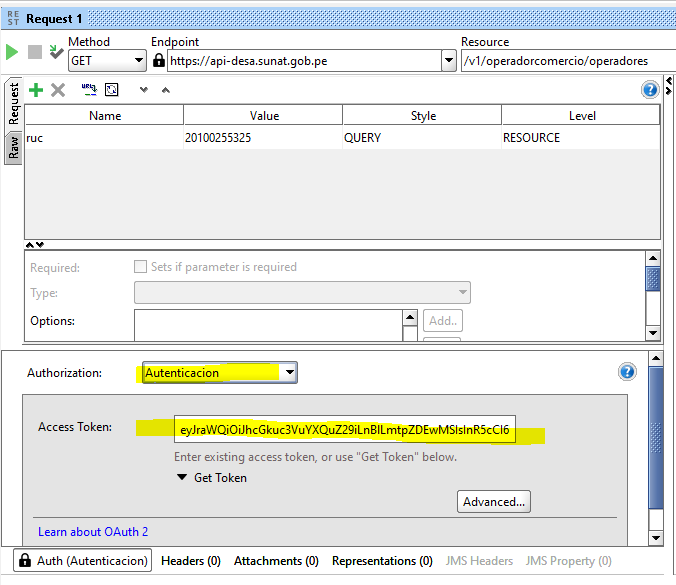 RE
ST
Request 1
Method
Endpoint
Resource
GET
https://api-desa.sunat.gob.pe
/v1/operadorcomercio/operadores
Request
Raw
Name Value Style Level
ruc 20100255325 QUERY RESOURCE
Required: Sets if parameter is required
Type:
Options: Add..
Authorization: Autenticacion
Access Token:
Enter existing access token, or use "Get Token" below.
Get Token
Advanced...
Learn about OAuth 2
Auth (Autenticacion) Headers (0) Attachments (0) Representations (0) JMS Headers JMS Property (0)